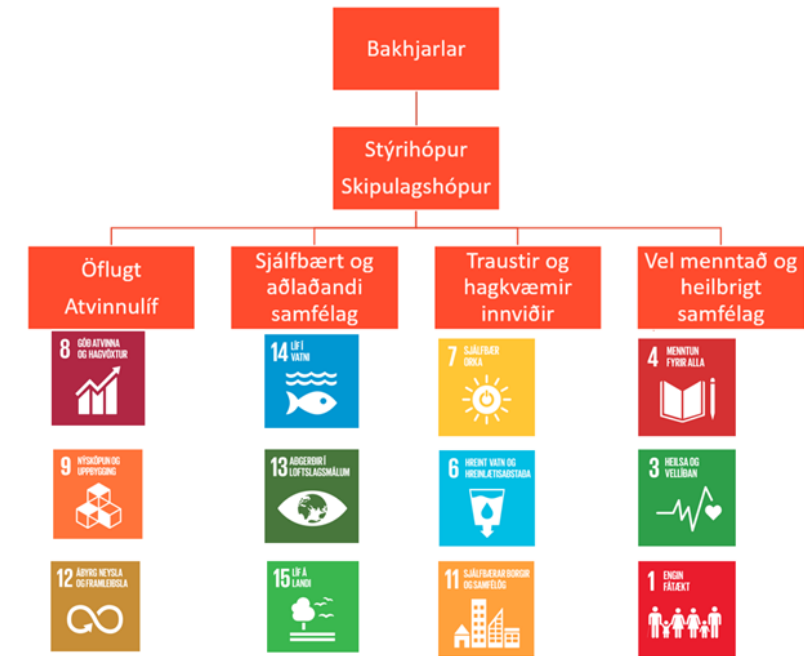 Bakhjarlar
Stýrihópur
Skipulagshópur
Öflugt
Atvinnulíf
Sjálfbært og
aðlaðandi
samfélag
Traustir og
hagkvæmir
innviðir
Vel menntað og
heilbrigt
samfélag
8 GÓÐ ATVINNA
OG HAGVÖXTUR
14 LÍF Í
VATNI
7 SJÁLFBÆR
ORKA
4 MENNTUN
FYRIR ALLA
9 NÝSKÖPUN OG
UPPBYGGING
13 AÐGERÐIR Í
LOFTSLAGSMÁLUM
6 HREINT VATN OG
HREINLÆTISAÐSTAÐA
3 HEILSA OG
VELLÍÐAN
12 ÁBYRG NEYSLA
OG FRAMLEIÐSLA
15 LÍF Á
LANDI
11 SJÁLFBÆRAR BORGIR
OG SAMFÉLÖG
1 ENGIN
FÁTÆKT